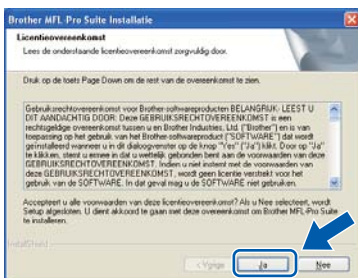 Brother MFL-Pro Suite Installatie
Licentieovereenkomst
Lees de onderstaande licentieovereenkomst zorgvuldig door.
Druk op de toets Page Down om de rest van de overeenkomst te zien.
Gebruiksrechtovereenkomst voor Brother-softwareproducten BELANGRIJK- LEEST U
DIT AANDACHTIG DOOR: Deze GEBRUIKSRECHTOVEREENKOMST is een
rechtsgeldige overeenkomst tussen u en Brother Industries, Ltd. ("Brother") en is van
toepassing op het gebruik van het Brother-softwareproduct ("SOFTWARE") dat wordt
geïnstalleerd wanneer u in dit dialoogvenster op de knop "Yes" ("Ja") klikt. Door op "Ja"
te klikken, stemt u ermee in dat u wettelijk gebonden bent aan de voorwaarden van deze
GEBRUIKSRECHTOVEREENKOMST. Indien u niet instemt met de voorwaarden van
deze GEBRUIKSRECHTOVEREENKOMST, wordt geen licentie verstrekt voor het
gebruik van de SOFTWARE. In dat geval mag u de SOFTWARE niet gebruiken.
Accepteert u alle voorwaarden van deze licentieovereenkomst? Als u Nee selecteert, wordt
Setup afgesloten. U dient akkoord te gaan met deze overeenkomst om Brother MFL-Pro Suite
te installeren.
InstallShield
< Vorige
Ja
Nee